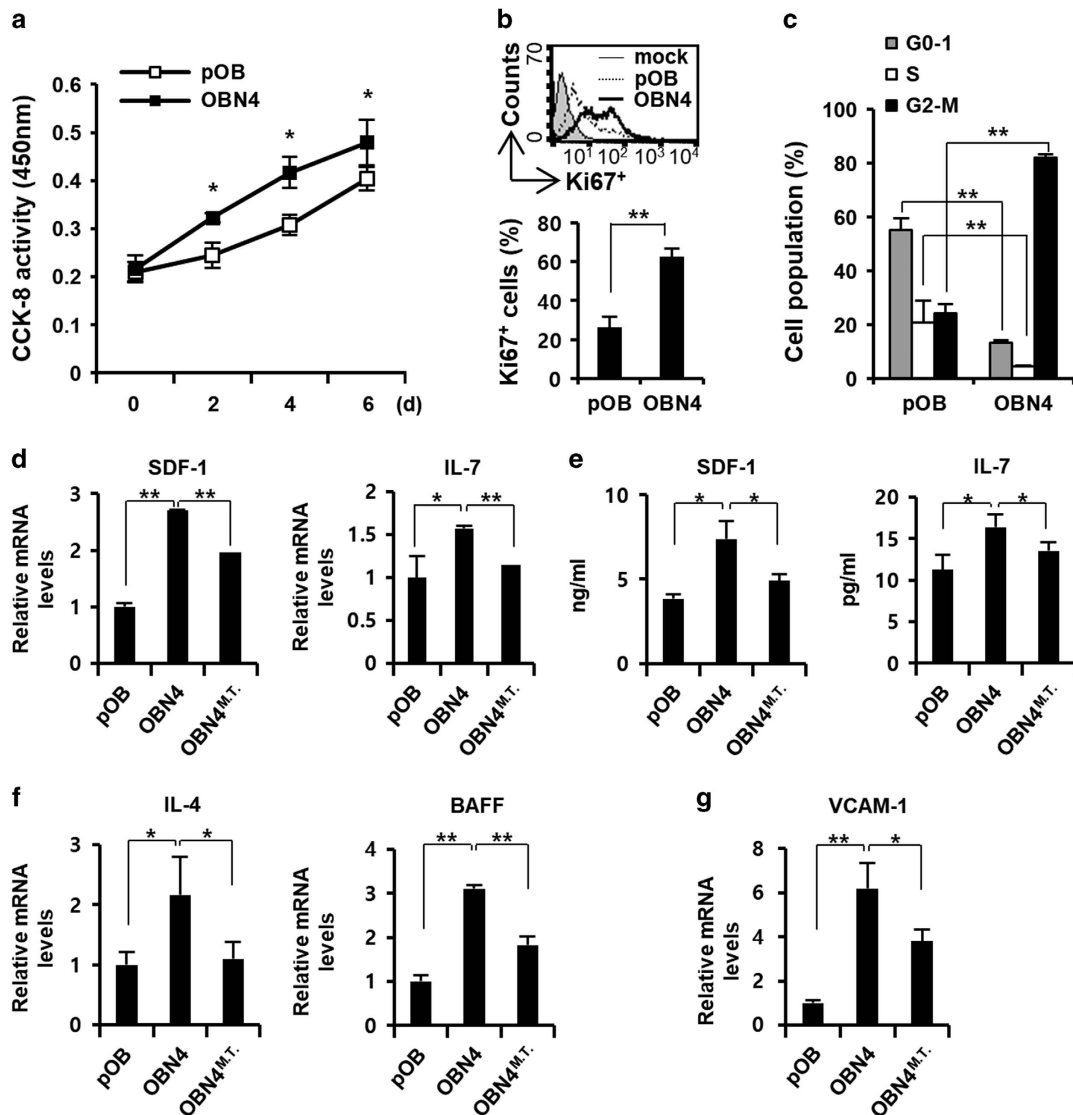 a
pOB
OBN4
CCK-8 activity (450nm)
0.6
0.5
0.4
0.3
0.2
0.1
0
* * *
0 2 4 6 (d)
b
Counts
70
0
mock
pOB
OBN4
10¹ 10² 10³ 10⁴
Ki67⁺
Ki67⁺ cells (%)
80
60
40
20
0
**
pOB OBN4
c
G0-1
S
G2-M
Cell population (%)
100
80
60
40
20
0
**
**
**
pOB OBN4
d
SDF-1
Relative mRNA
levels
3
2
1
0
** **
pOB OBN4 OBN4ᴹ·ᵀ·
IL-7
Relative mRNA
levels
2
1.5
1
0.5
0
* **
pOB OBN4 OBN4ᴹ·ᵀ·
e
SDF-1
ng/ml
10
5
0
* *
pOB OBN4 OBN4ᴹ·ᵀ·
IL-7
pg/ml
20
15
10
5
0
* *
pOB OBN4 OBN4ᴹ·ᵀ·
f
IL-4
Relative mRNA
levels
3
2
1
0
* *
pOB OBN4 OBN4ᴹ·ᵀ·
BAFF
Relative mRNA
levels
4
3
2
1
0
** **
pOB OBN4 OBN4ᴹ·ᵀ·
g
VCAM-1
Relative mRNA
levels
8
6
4
2
0
** *
pOB OBN4 OBN4ᴹ·ᵀ·